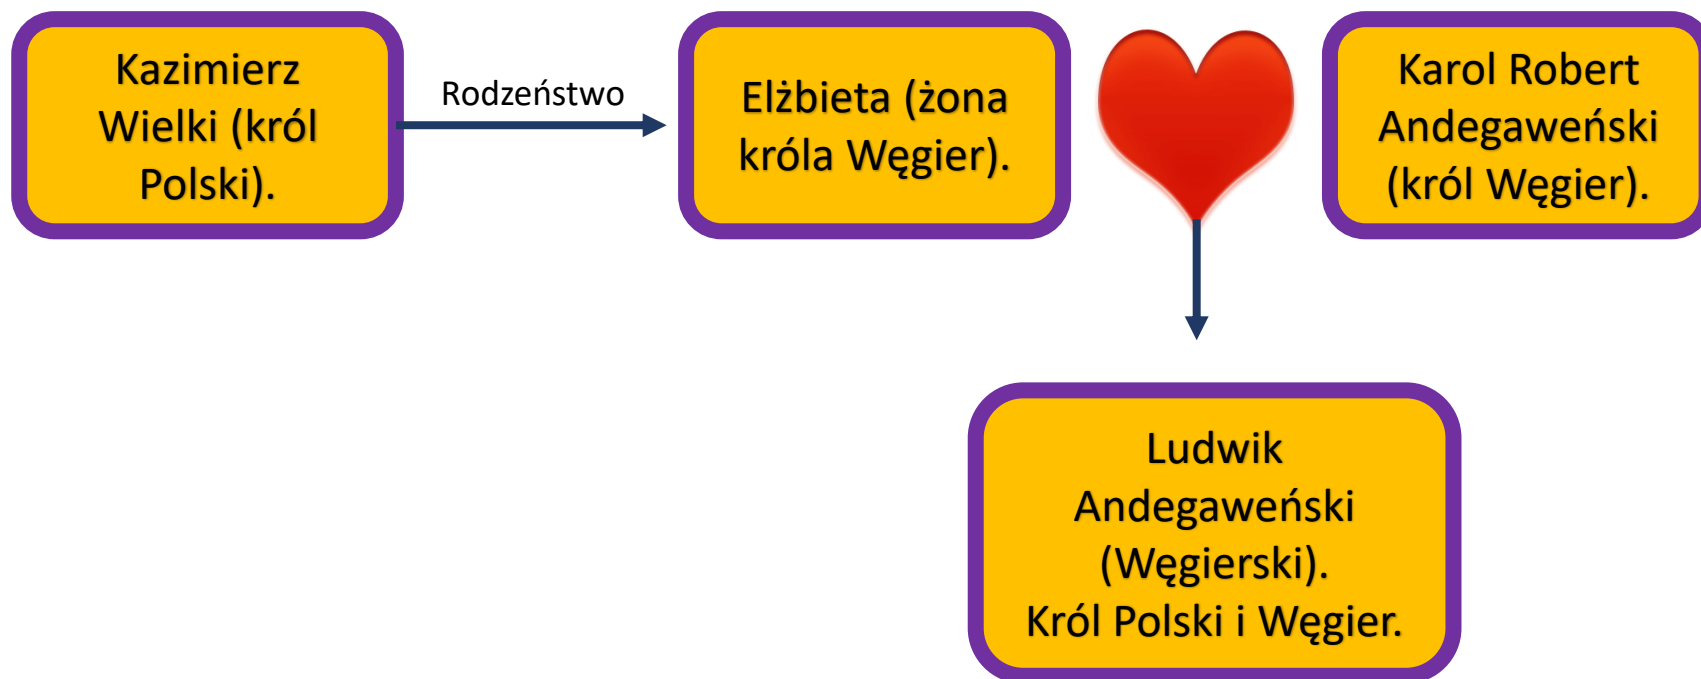 Kazimierz
Wielki (król
Polski).
Rodzeństwo
Elżbieta (żona
króla Węgier).
Karol Robert
Andegaweński
(król Węgier).
Ludwik
Andegaweński
(Węgierski).
Król Polski i Węgier.